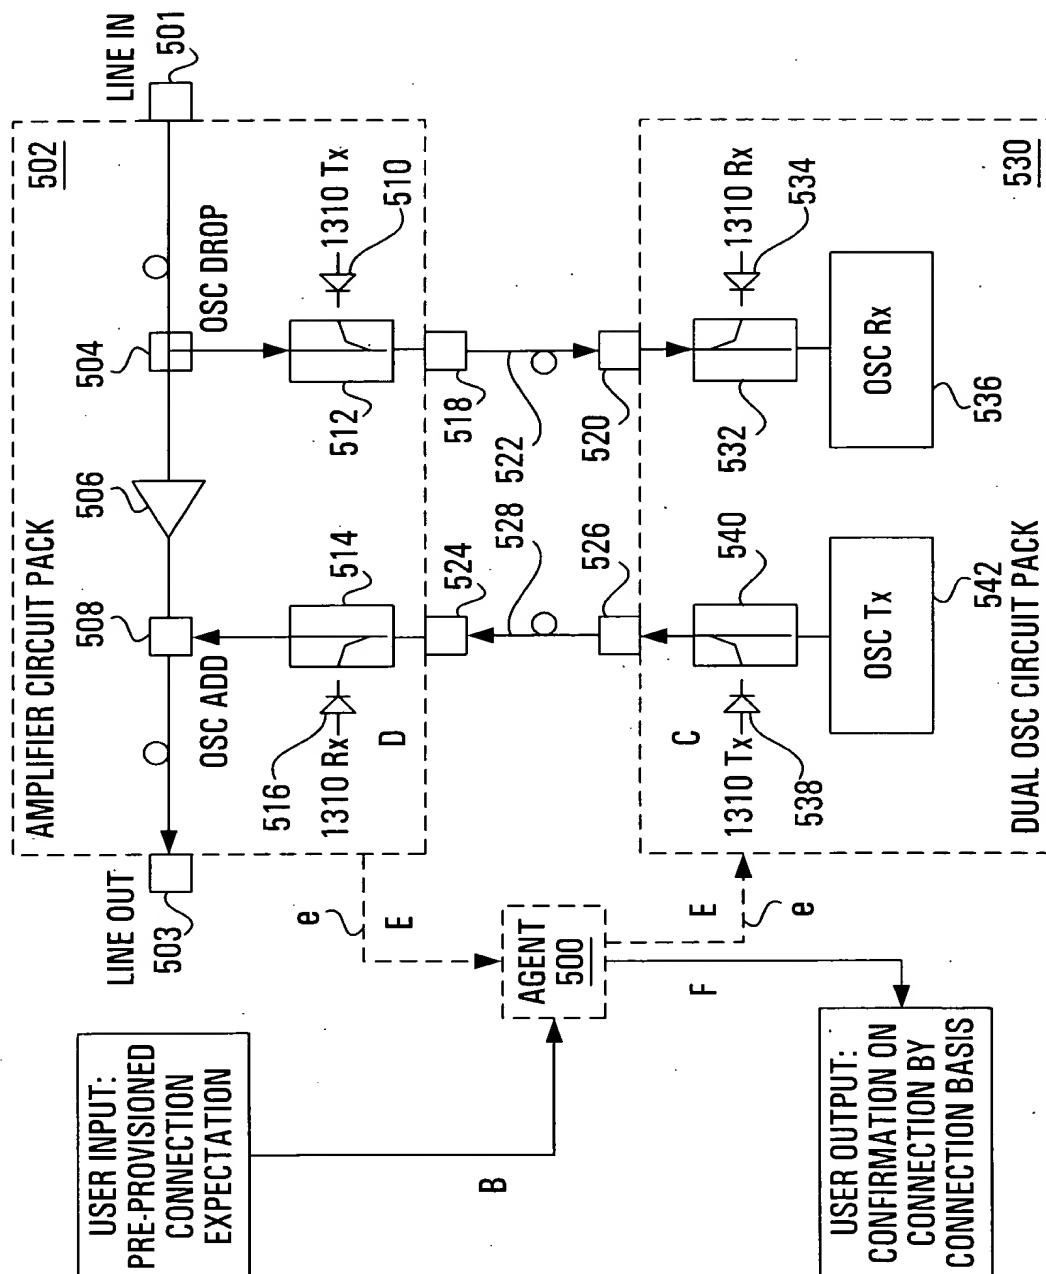 LINE IN
501
502
504
OSC DROP
1310 Tx
510
512
518
522
520
530
1310 Rx
534
532
OSC Rx
536
AMPLIFIER CIRCUIT PACK
506
508
OSC ADD
514
516
1310 Rx
D
524
528
526
540
C
1310 Tx
538
OSC Tx
542
DUAL OSC CIRCUIT PACK
LINE OUT
503
e
E
AGENT
500
E
e
F
B
USER INPUT:
PRE-PROVISIONED
CONNECTION
EXPECTATION
USER OUTPUT:
CONFIRMATION ON
CONNECTION BY
CONNECTION BASIS